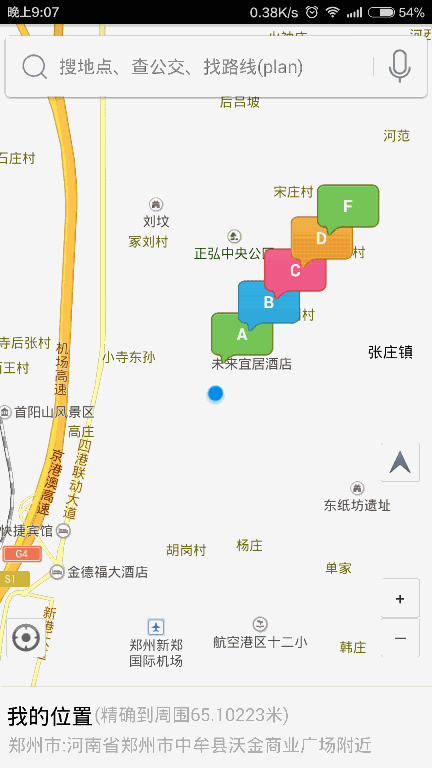 晚上9:07
0.38K/s
54%
搜地点、查公交、找路线(plan)
后吕坡
河范
石庄村
宋庄村
F
刘坟
D
冢刘村
正弘中央公园
村
C
B
村
A
寺后张村
机场高速
小寺东孙
未来宜居酒店
张庄镇
首阳山风景区
高庄
四港联动大道
京港澳高速
东纸坊遗址
快捷宾馆
G4
胡岗村
杨庄
单家
金德福大酒店
S1
+
郑州新郑
国际机场
航空港区十二小
韩庄
−
我的位置(精确到周围65.10223米)
郑州市:河南省郑州市中牟县沃金商业广场附近